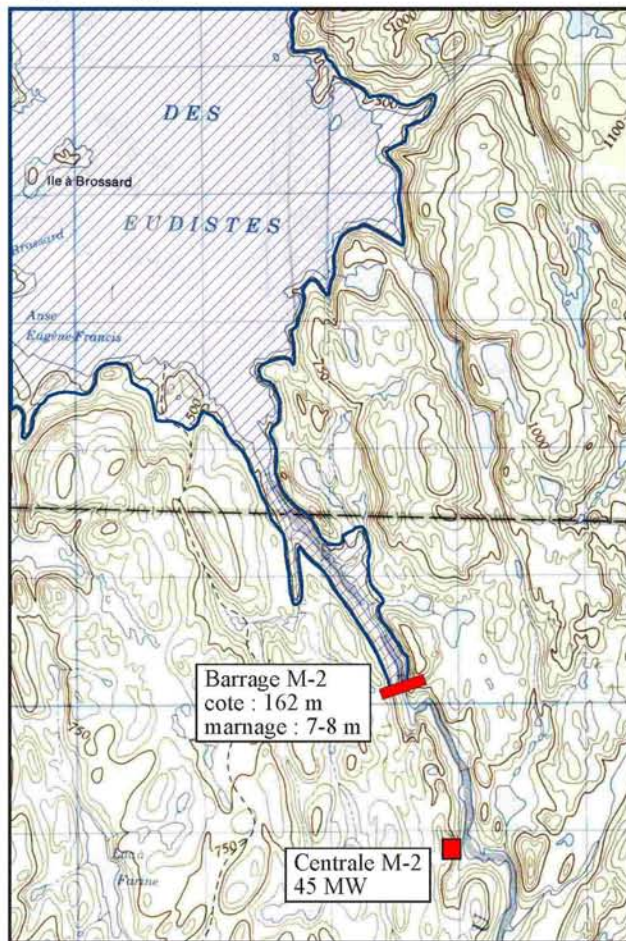 1000
1100
500
DES
Ile à Brossard
EUDISTES
Brossard
Anse
Eugène-Francis
750
500
1000
Barrage M-2
cote : 162 m
marnage : 7-8 m
750
750
Centrale M-2
45 MW
Farine